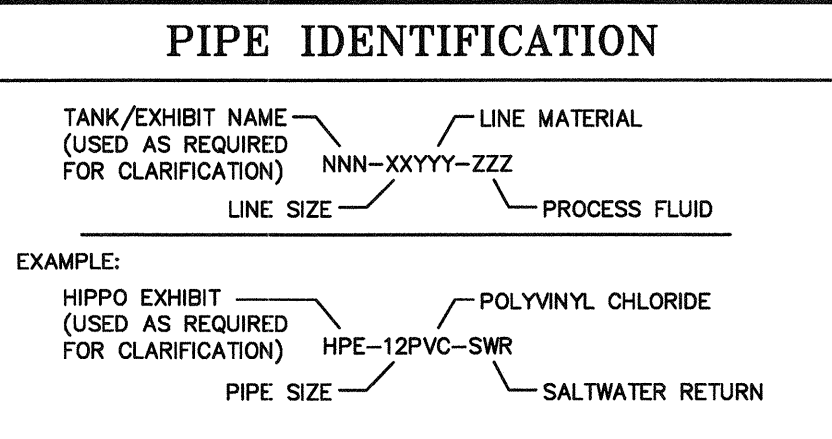 PIPE IDENTIFICATION
TANK/EXHIBIT NAME
(USED AS REQUIRED
FOR CLARIFICATION)
LINE MATERIAL
NNN-XXYYY-ZZZ
LINE SIZE
PROCESS FLUID
EXAMPLE:
HIPPO EXHIBIT
(USED AS REQUIRED
FOR CLARIFICATION)
POLYVINYL CHLORIDE
HPE-12PVC-SWR
PIPE SIZE
SALTWATER RETURN